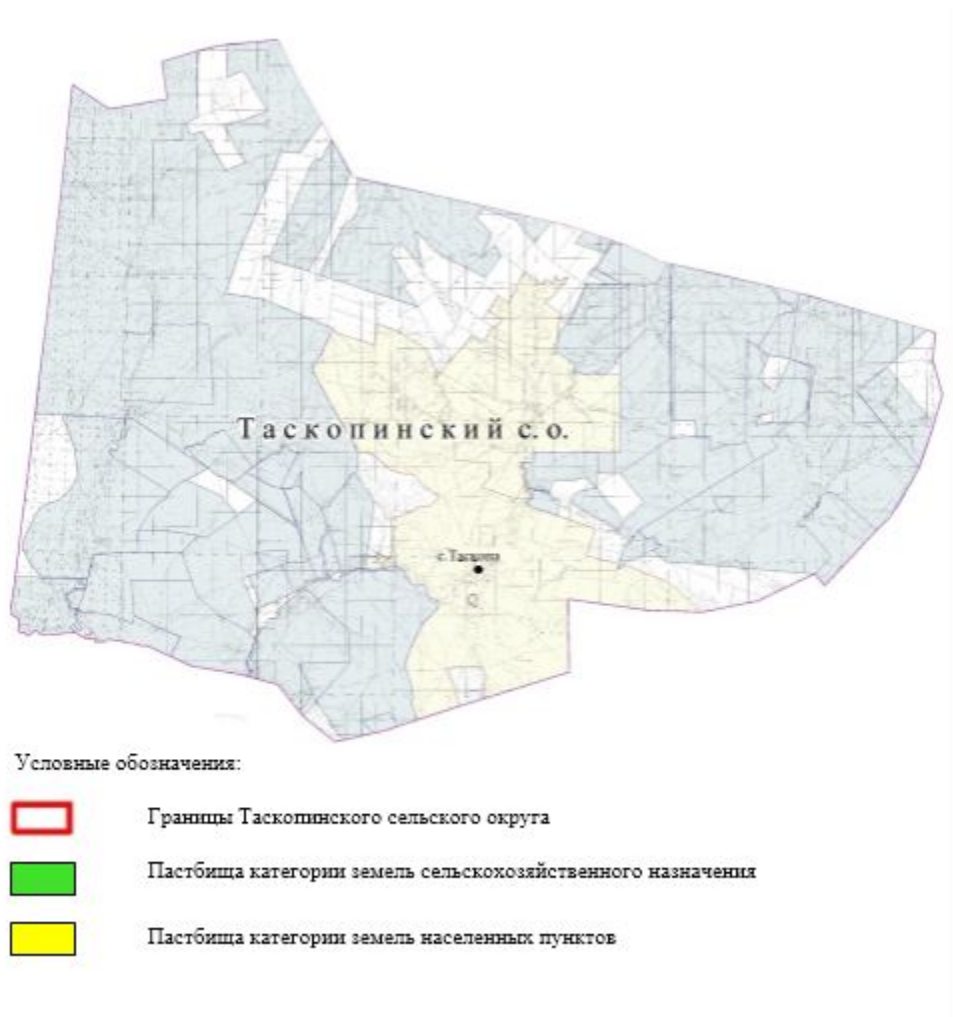 Таскопинский с.о.
с.
Условные обозначения:
Границы Таскопинского сельского округа
Пастбища категории земель сельскохозяйственного назначения
Пастбища категории земель населенных пунктов